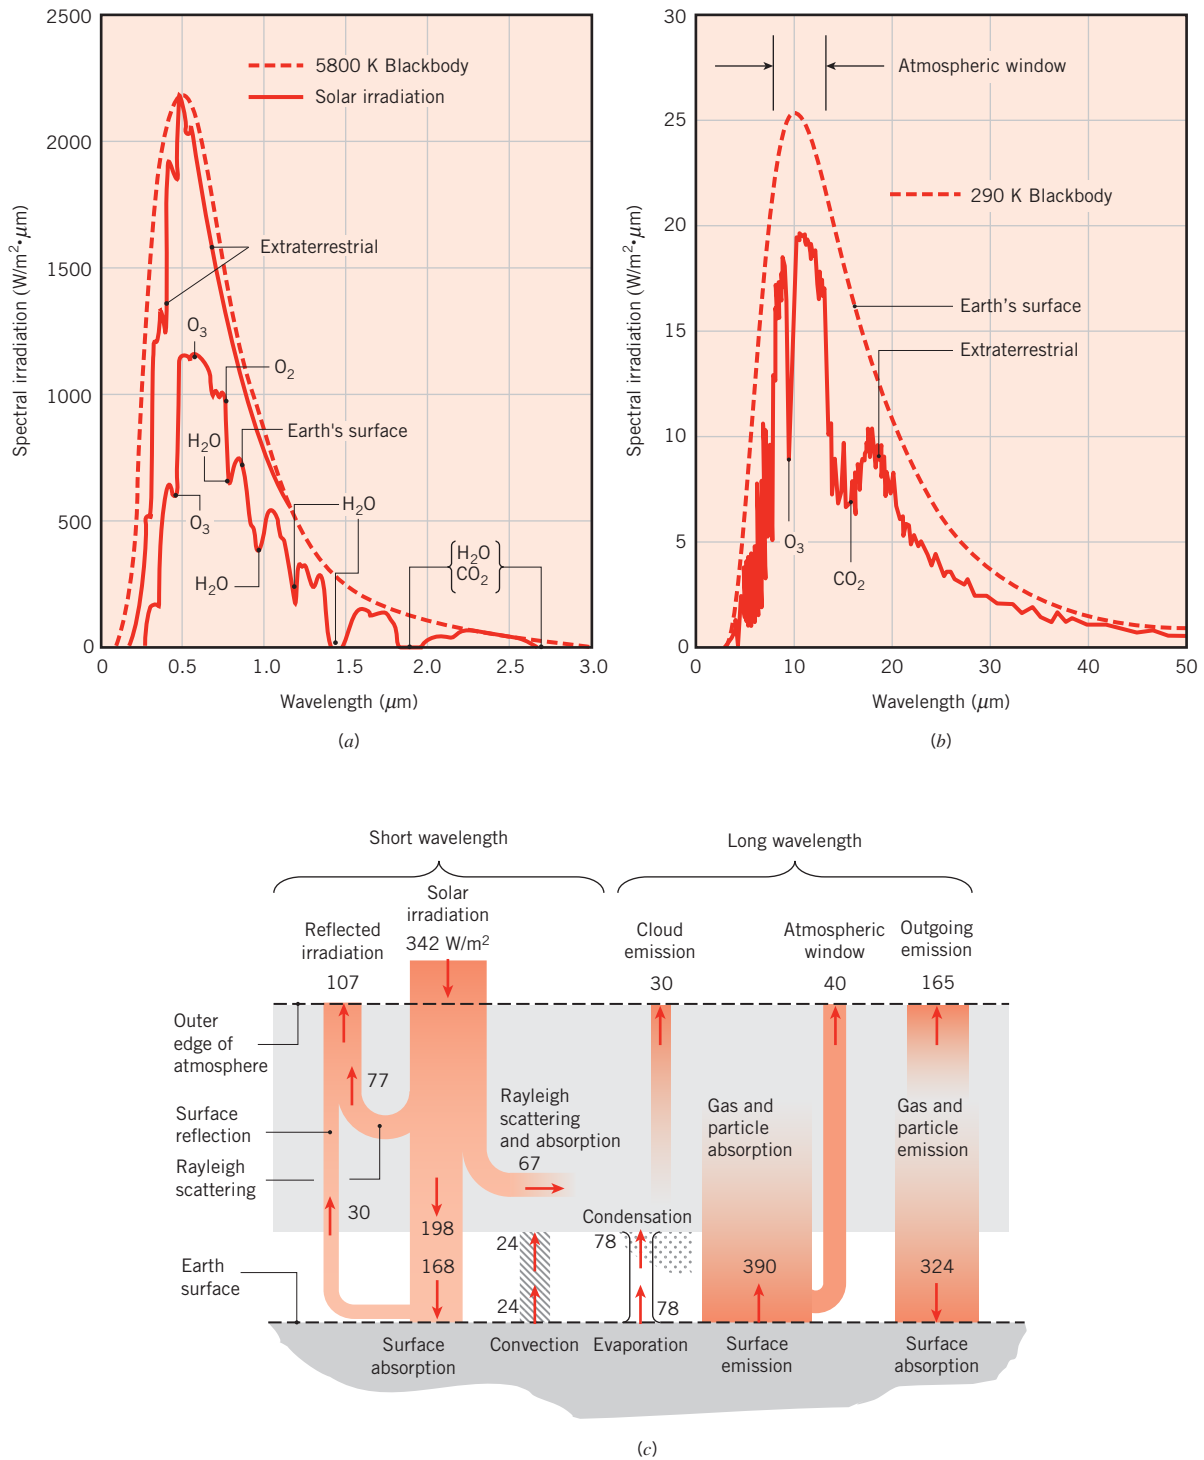 2500
2000
1500
1000
500
0
Spectral irradiation (W/m²•μm)
5800 K Blackbody
Solar irradiation
Extraterrestrial
O₃
O₂
H₂O
Earth's surface
O₃
H₂O
H₂O
H₂O
CO₂
0 0.5 1.0 1.5 2.0 2.5 3.0
Wavelength (μm)
(a)
30
25
20
15
10
5
0
Spectral irradiation (W/m²•μm)
Atmospheric window
290 K Blackbody
Earth's surface
Extraterrestrial
O₃
CO₂
0 10 20 30 40 50
Wavelength (μm)
(b)
Short wavelength
Long wavelength
Solar
irradiation
342 W/m²
Reflected
irradiation
107
Cloud
emission
30
Atmospheric
window
40
Outgoing
emission
165
Outer
edge of
atmosphere
77
Surface
reflection
Rayleigh
scattering
Rayleigh
scattering
and absorption
67
Gas and
particle
absorption
Gas and
particle
emission
30
198
Condensation
24
78
Earth
surface
168
390
324
24
78
Surface
absorption
Convection
Evaporation
Surface
emission
Surface
absorption
(c)